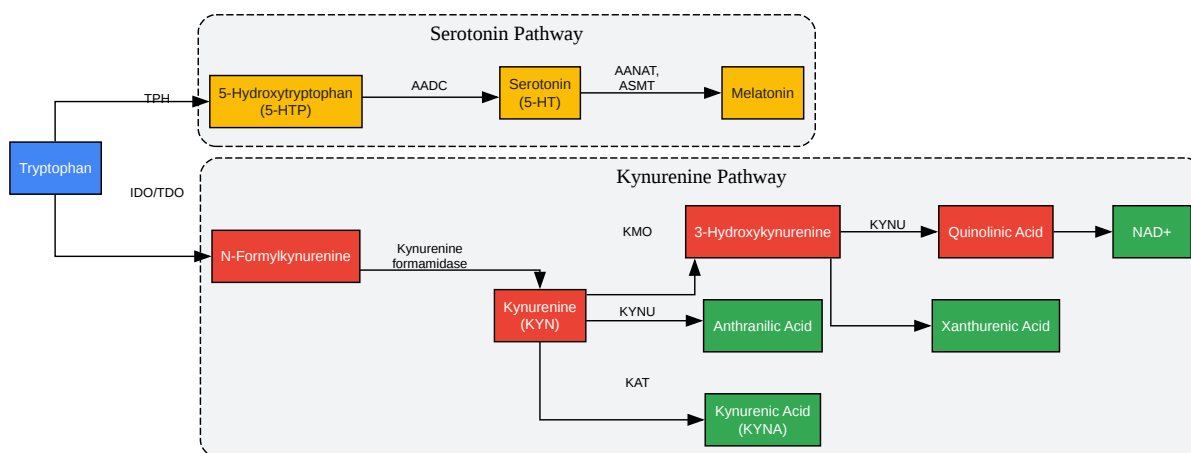 Serotonin Pathway
TPH
5-Hydroxytryptophan
(5-HTP)
AADC
Serotonin
(5-HT)
AANAT,
ASMT
Melatonin
Tryptophan
IDO/TDO
Kynurenine Pathway
N-Formylkynurenine
Kynurenine
formamidase
Kynurenine
(KYN)
KMO
3-Hydroxykynurenine
KYNU
Quinolinic Acid
NAD+
KYNU
Anthranilic Acid
Xanthurenic Acid
KAT
Kynurenic Acid
(KYNA)